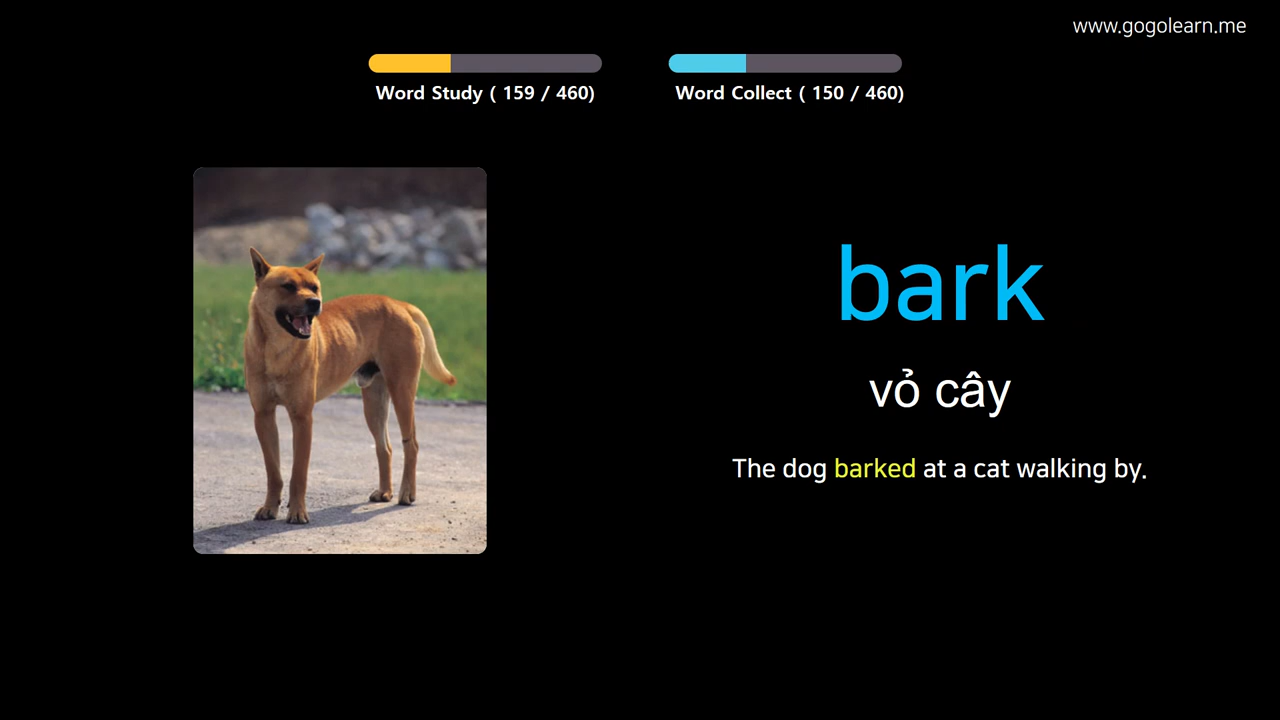 www.gogolearn.me
Word Study ( 159 / 460)
Word Collect ( 150 / 460)
bark
vỏ cây
The dog barked at a cat walking by.